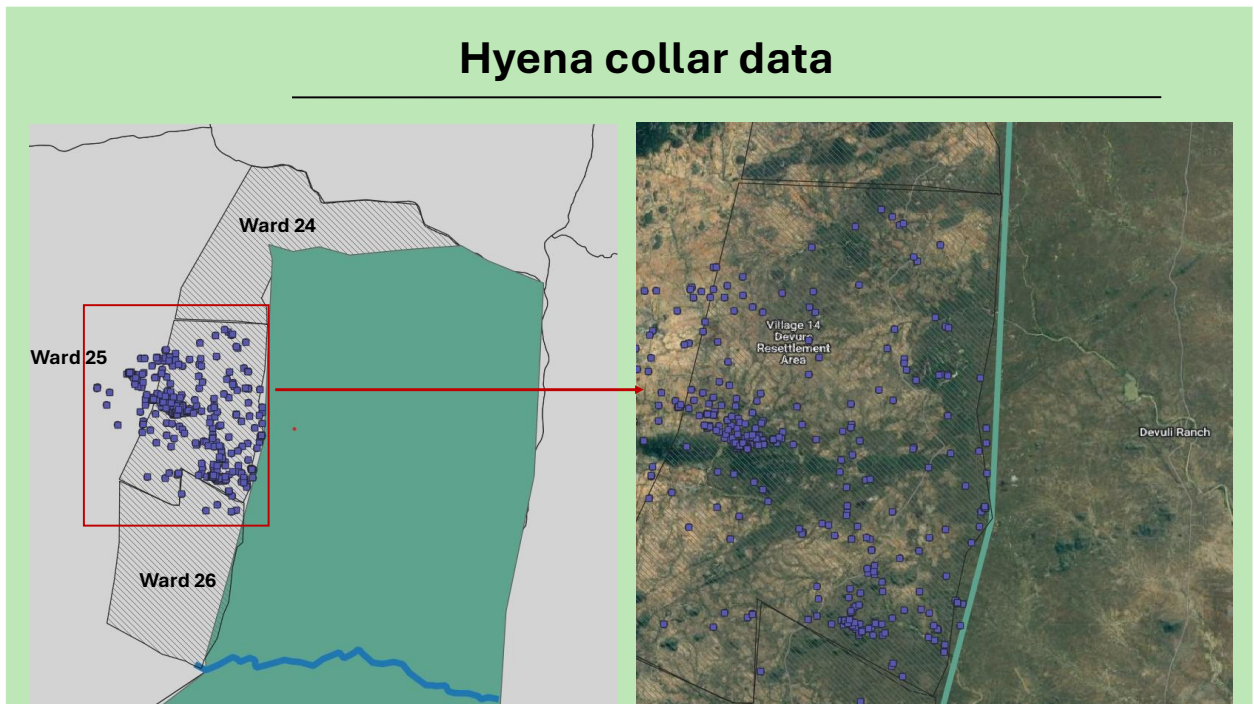 Hyena collar data
Ward 24
Ward 25
Ward 26
Village 14
Devure
Resettlement
Area
Devuli Ranch